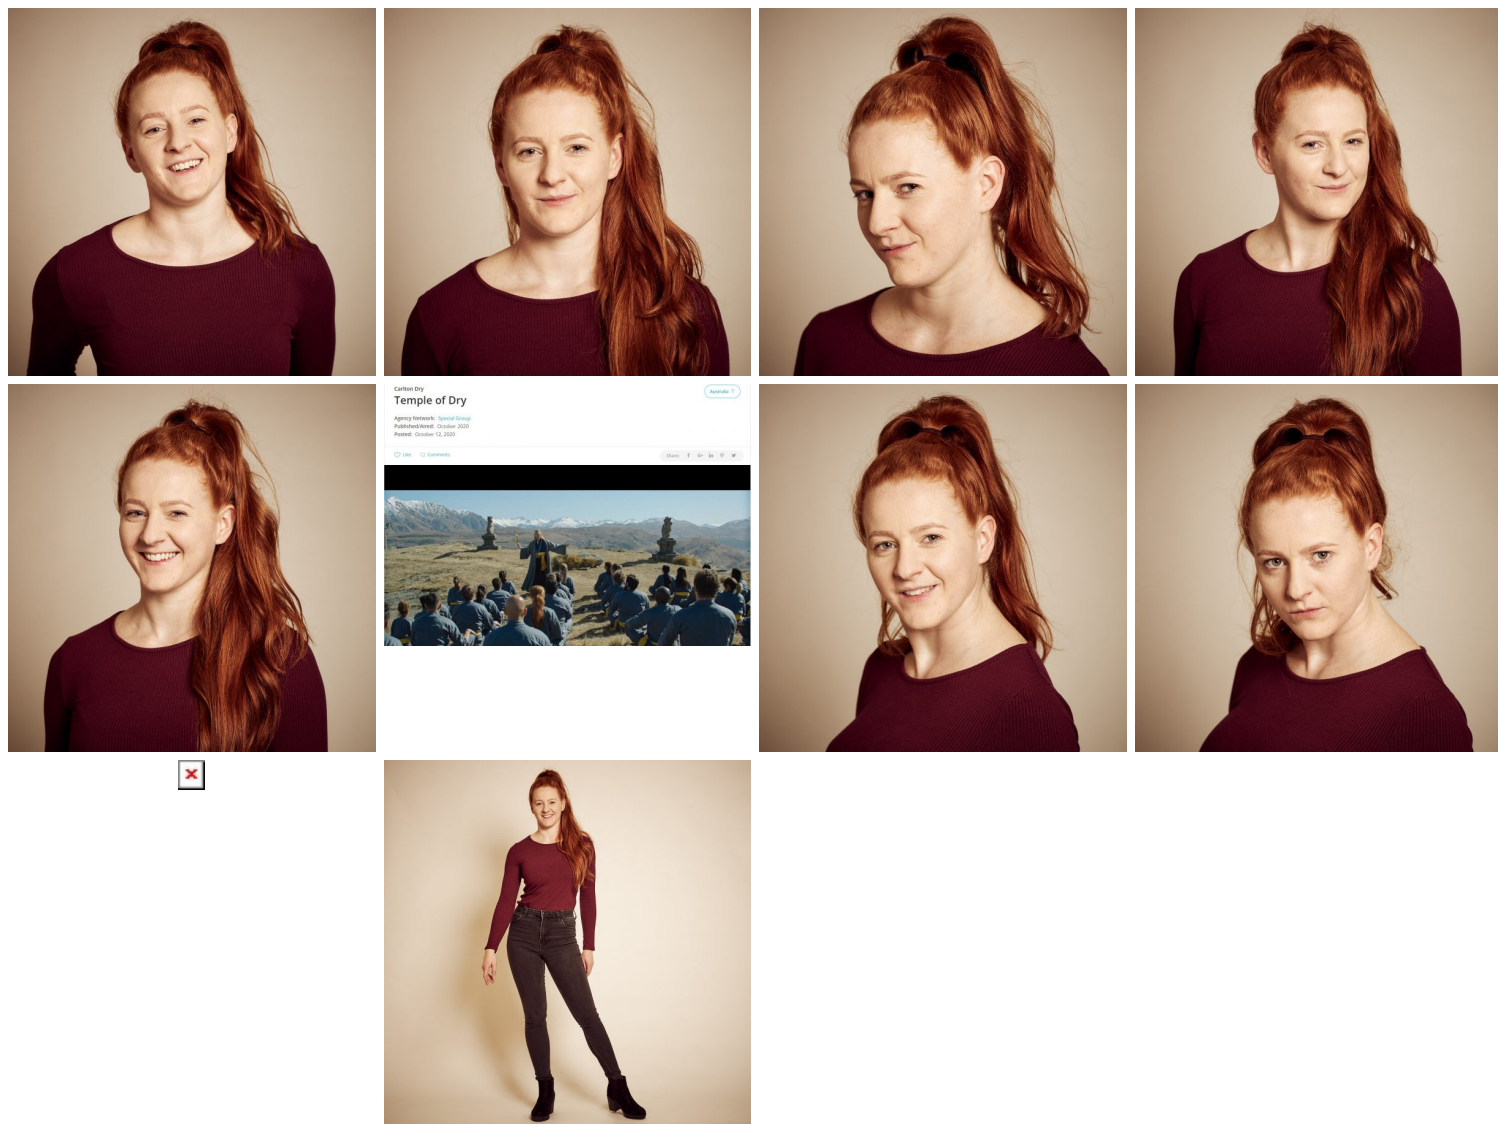 Carlton Dry
Australia
Temple of Dry
Agency Network: Special Group
Published/Aired: October 2020
Posted: October 12, 2020
Like Comments
Share